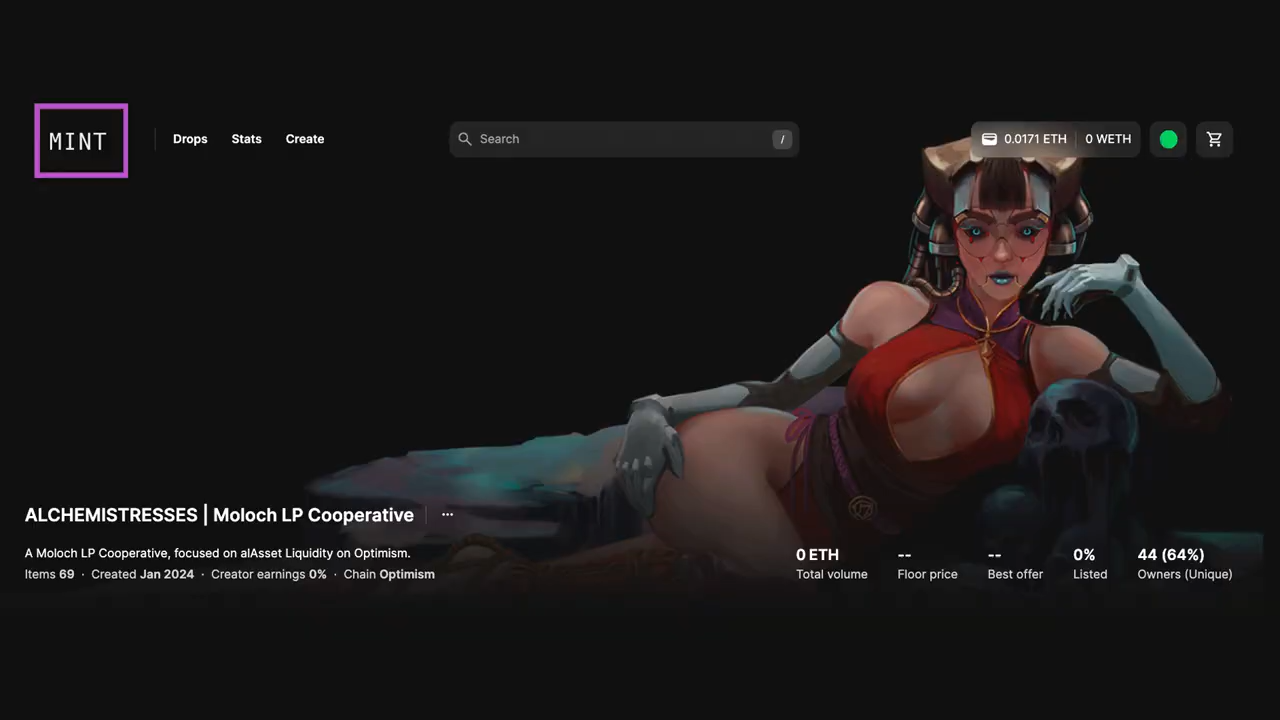 MINT
Drops Stats Create
Search /
0.0171 ETH 0 WETH
ALCHEMISTRESSES | Moloch LP Cooperative ···
A Moloch LP Cooperative, focused on alAsset Liquidity on Optimism.
Items 69 · Created Jan 2024 · Creator earnings 0% · Chain Optimism
0 ETH -- -- 0% 44 (64%)
Total volume Floor price Best offer Listed Owners (Unique)